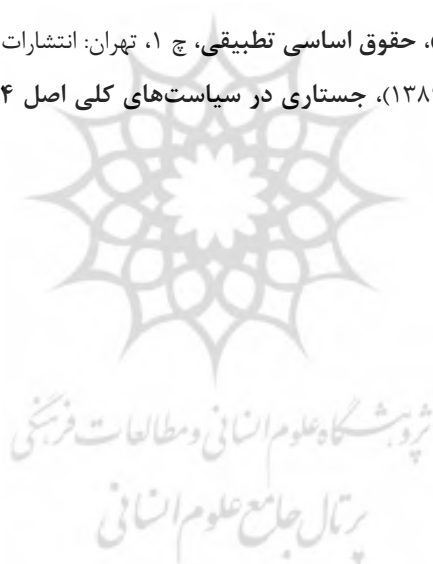 )، حقوق اساسی تطبیقی، چ ۱، تهران: انتشارات
۱۳۸)، جستاری در سیاست‌های کلی اصل ۴
پژوهشگاه علوم انسانی و مطالعات فرهنگی
پرتال جامع علوم انسانی